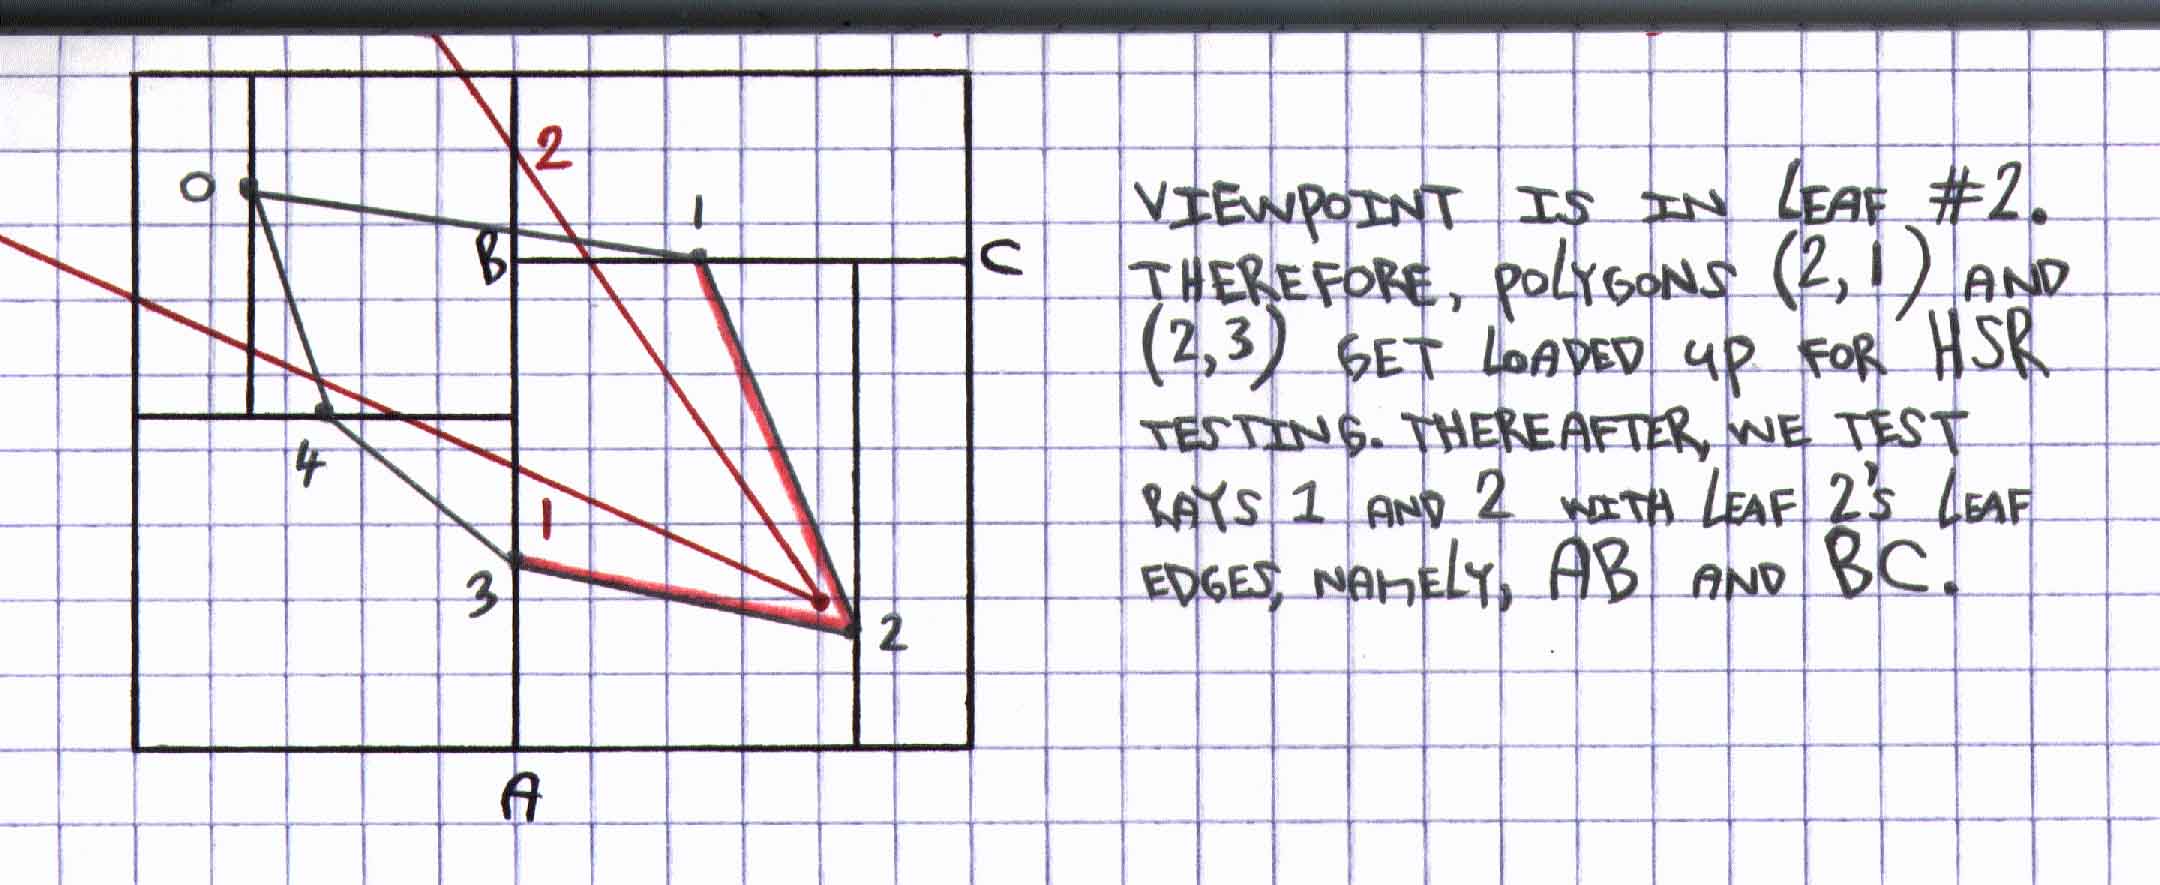 2
0
1
B
C
4
1
3
2
A
VIEWPOINT IS IN LEAF #2.
THEREFORE, POLYGONS (2,1) AND
(2,3) GET LOADED UP FOR HSR
TESTING. THEREAFTER, WE TEST
RAYS 1 AND 2 WITH LEAF 2'S LEAF
EDGES, NAMELY, AB AND BC.